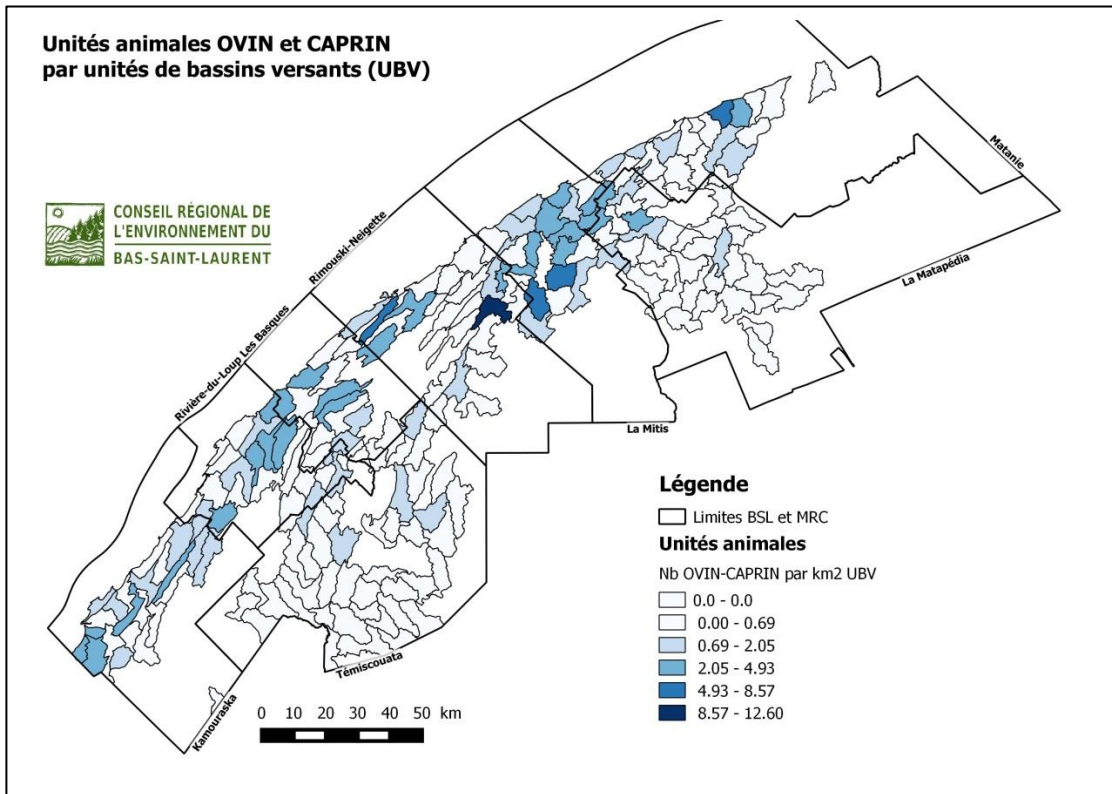 Unités animales OVIN et CAPRIN
par unités de bassins versants (UBV)
CONSEIL RÉGIONAL DE
L'ENVIRONNEMENT DU
BAS-SAINT-LAURENT
Matanie
La Matapédia
Rimouski-Neigette
Rivière-du-Loup Les Basques
La Mitis
Témiscouata
Kamouraska
0 10 20 30 40 50 km
Légende
Limites BSL et MRC
Unités animales
Nb OVIN-CAPRIN par km2 UBV
0.0 - 0.0
0.00 - 0.69
0.69 - 2.05
2.05 - 4.93
4.93 - 8.57
8.57 - 12.60